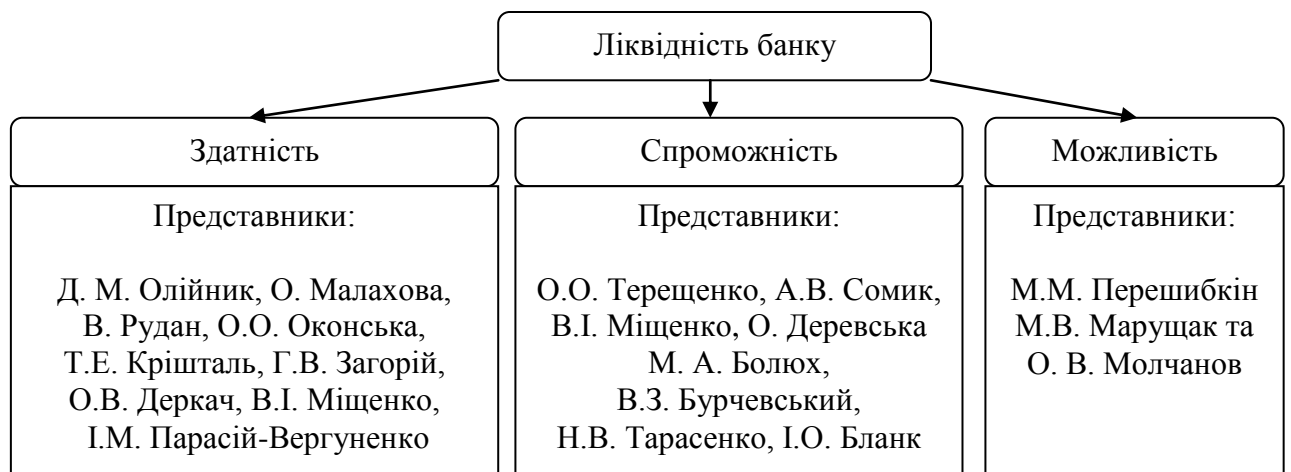 Ліквідність банку
Здатність
Представники:
Д. М. Олійник, О. Малахова,
В. Рудан, О.О. Оконська,
Т.Е. Крішталь, Г.В. Загорій,
О.В. Деркач, В.І. Міщенко,
І.М. Парасій-Вергуненко
Спроможність
Представники:
О.О. Терещенко, А.В. Сомик,
В.І. Міщенко, О. Деревська
М. А. Болюх,
В.З. Бурчевський,
Н.В. Тарасенко, І.О. Бланк
Можливість
Представники:
М.М. Перешибкін
М.В. Марущак та
О. В. Молчанов